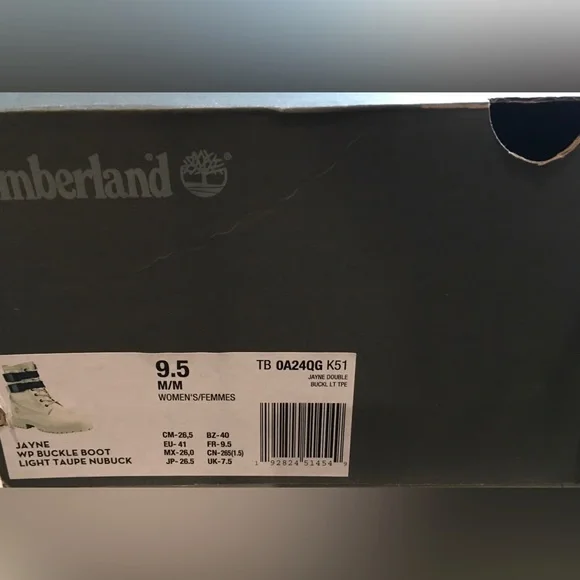 mberland
9.5
M/M
WOMEN'S/FEMMES
TB 0A24QG K51
JAYNE DOUBLE
BUCKL LT TPE
JAYNE
WP BUCKLE BOOT
LIGHT TAUPE NUBUCK
CM-26,5 BZ-40
EU- 41 FR-9.5
MX-26,0 CN-265(1.5)
JP- 26.5 UK-7.5
1 92824 51454 9